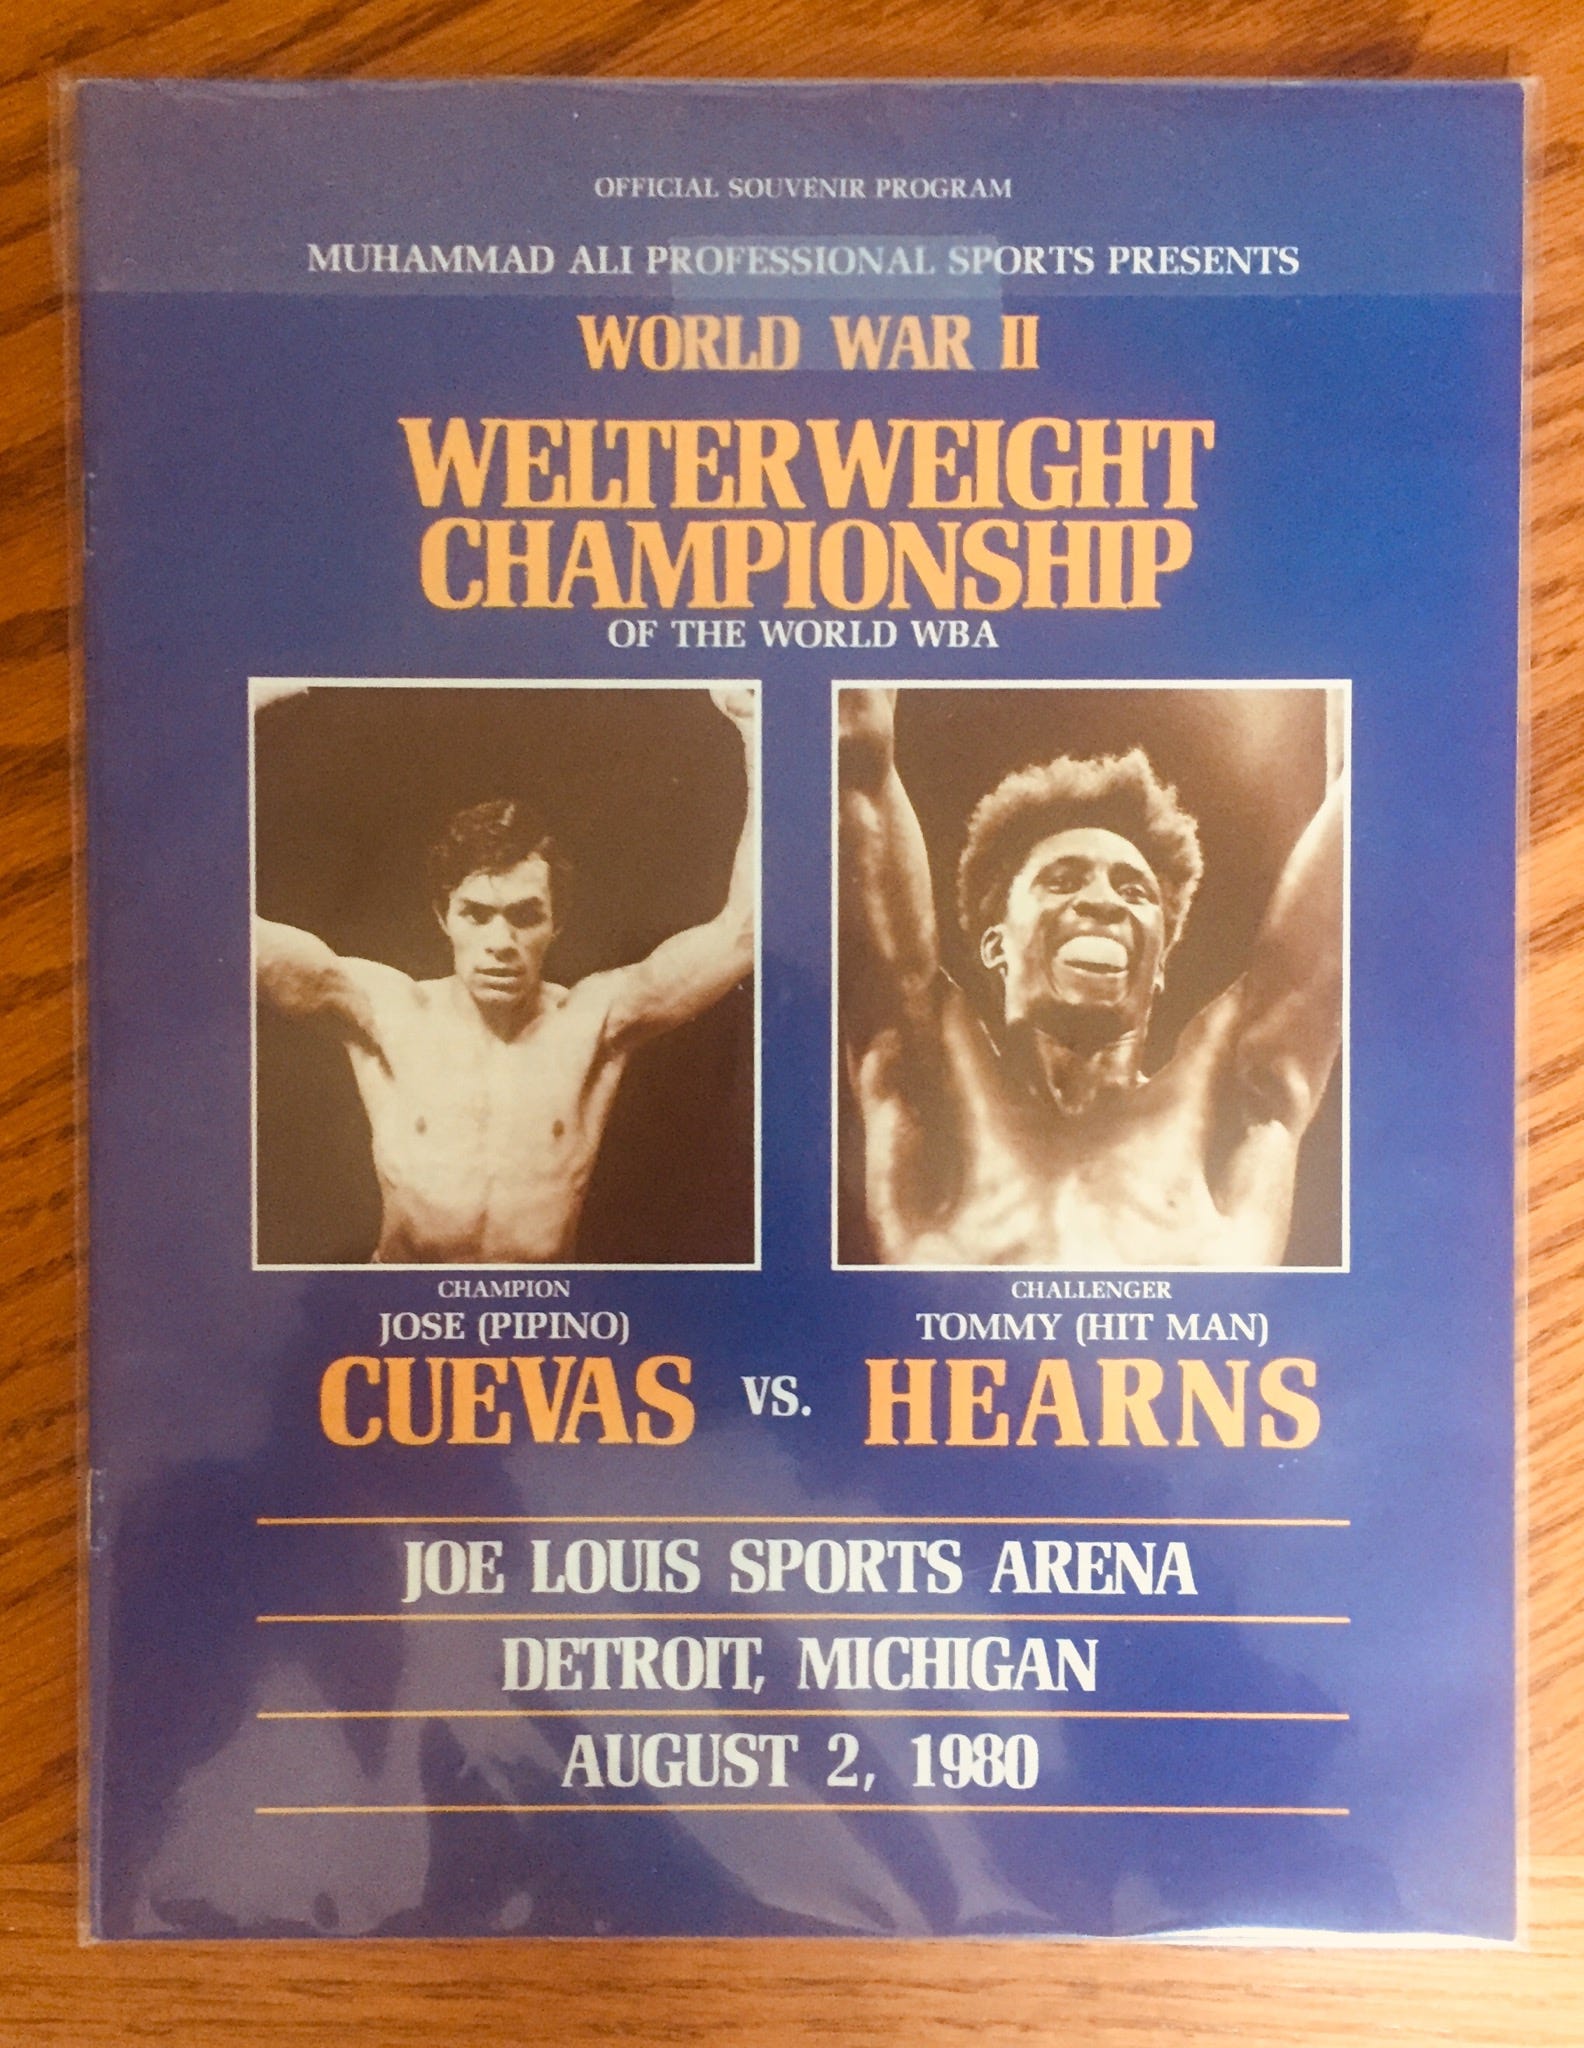 OFFICIAL SOUVENIR PROGRAM
MUHAMMAD ALI PROFESSIONAL SPORTS PRESENTS
WORLD WAR II
WELTERWEIGHT
CHAMPIONSHIP
OF THE WORLD WBA
CHAMPION
JOSE (PIPINO)
CUEVAS
VS.
CHALLENGER
TOMMY (HIT MAN)
HEARNS
JOE LOUIS SPORTS ARENA
DETROIT, MICHIGAN
AUGUST 2, 1980